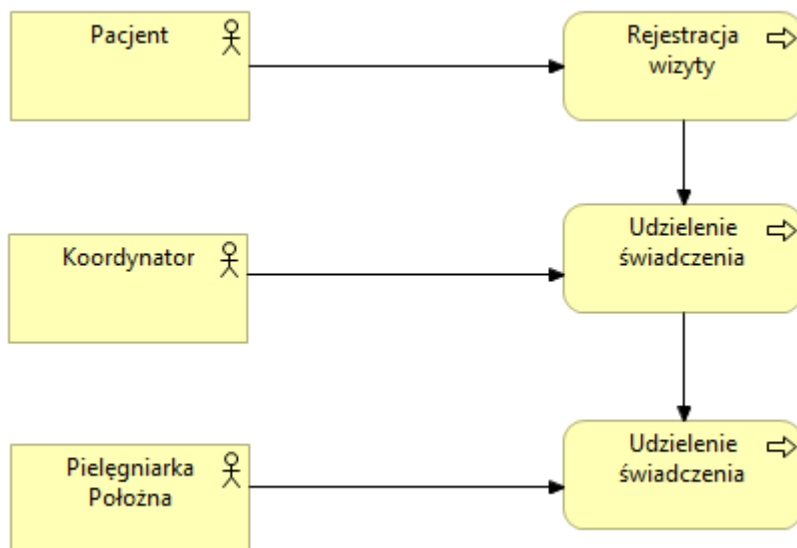 Pacjent
Rejestracja
wizyty
Koordynator
Udzielenie
świadczenia
Pielęgniarka
Położna
Udzielenie
świadczenia